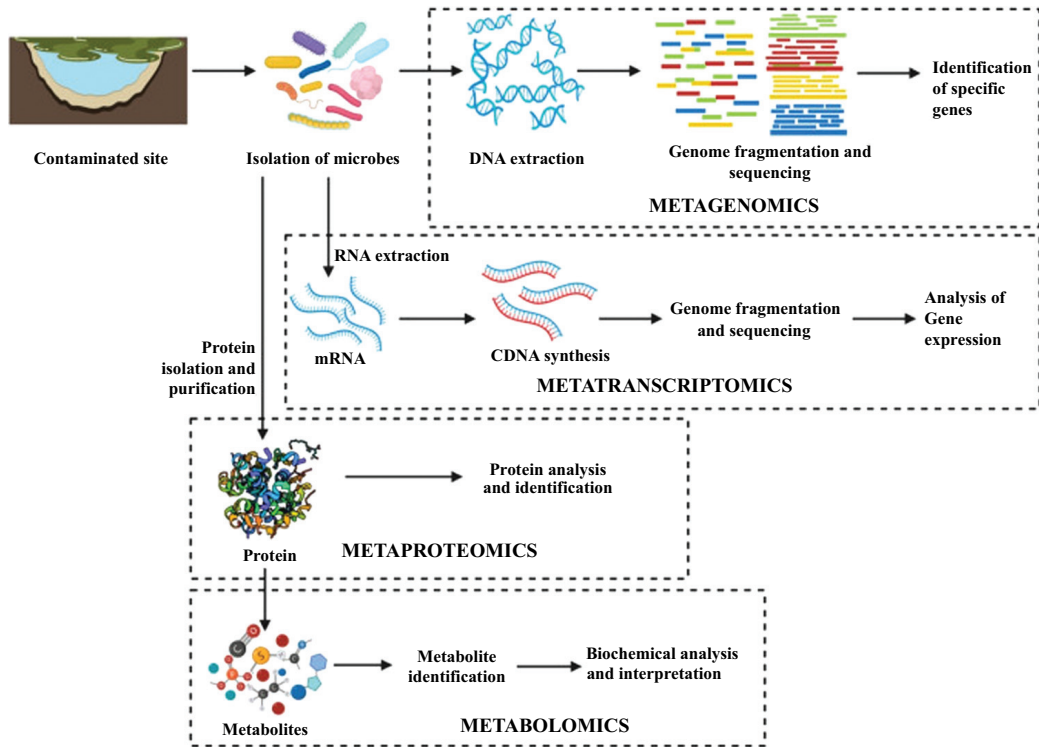 Contaminated site
Isolation of microbes
DNA extraction
Genome fragmentation and
sequencing
Identification
of specific
genes
METAGENOMICS
RNA extraction
mRNA
CDNA synthesis
Genome fragmentation
and sequencing
Analysis of
Gene
expression
METATRANSCRIPTOMICS
Protein
isolation and
purification
Protein
Protein analysis
and identification
METAPROTEOMICS
Metabolites
Metabolite
identification
Biochemical analysis
and interpretation
METABOLOMICS